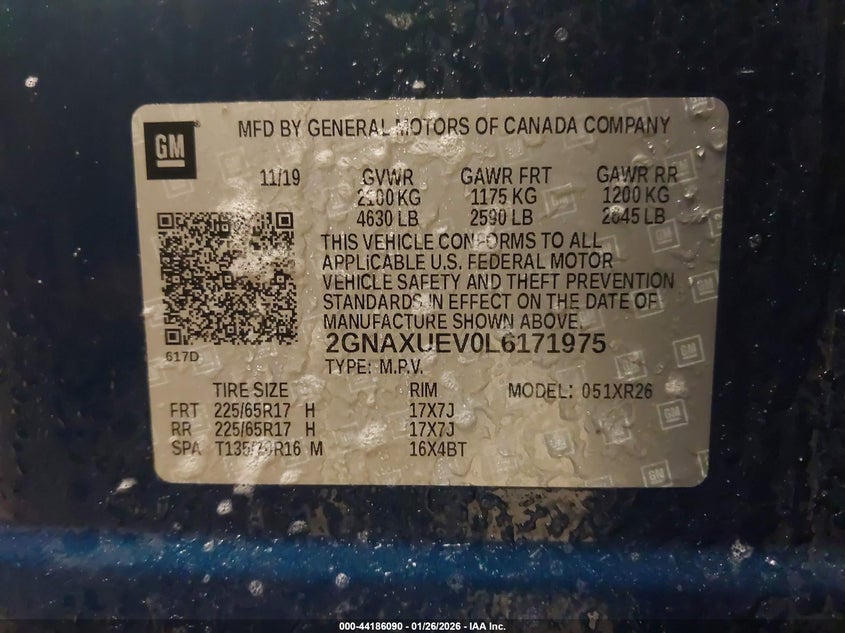 GM
MFD BY GENERAL MOTORS OF CANADA COMPANY
11/19 GVWR GAWR FRT GAWR RR
2100 KG 1175 KG 1200 KG
4630 LB 2590 LB 2645 LB
THIS VEHICLE CONFORMS TO ALL
APPLICABLE U.S. FEDERAL MOTOR
VEHICLE SAFETY AND THEFT PREVENTION
STANDARDS IN EFFECT ON THE DATE OF
MANUFACTURE SHOWN ABOVE.
617D
2GNAXUEV0L6171975
TYPE: M.P.V.
TIRE SIZE RIM MODEL: 051XR26
FRT 225/65R17 H 17X7J
RR 225/65R17 H 17X7J
SPA T135/70R16 M 16X4BT
000-44186090 - 01/26/2026 - IAA Inc.